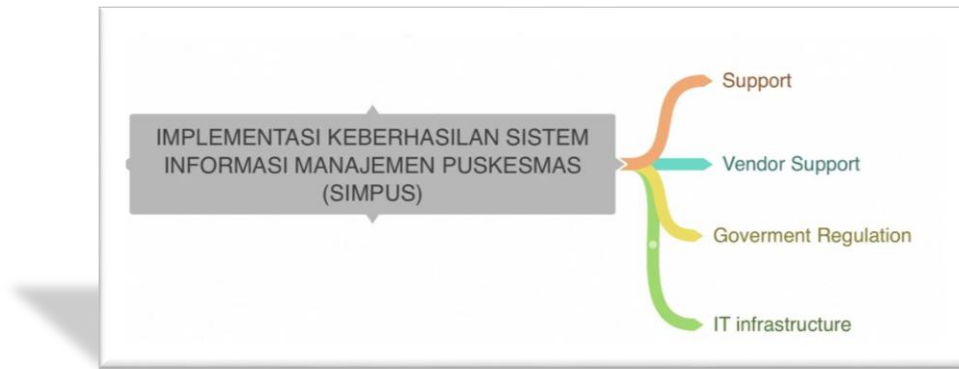 IMPLEMENTASI KEBERHASILAN SISTEM
INFORMASI MANAJEMEN PUSKESMAS
(SIMPUS)
Support
Vendor Support
Goverment Regulation
IT infrastructure